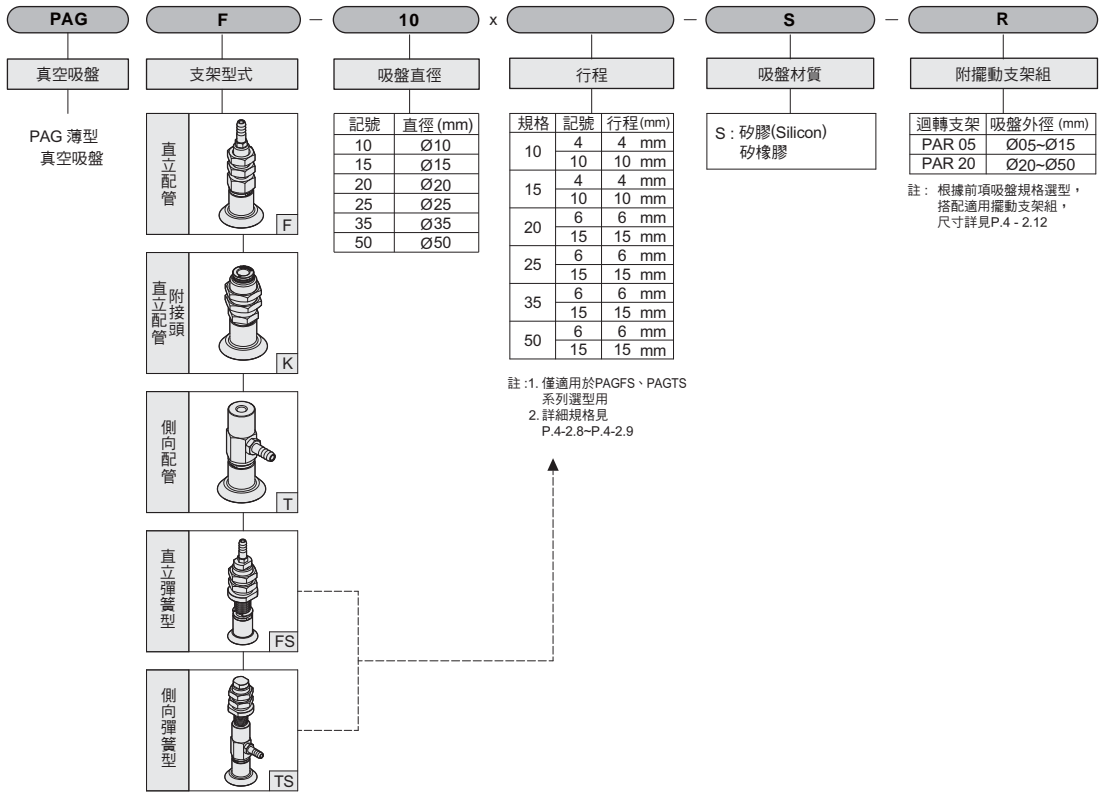 PAG F – 10 x – S – R
真空吸盤
PAG 薄型
真空吸盤
支架型式
直立配管
F
直立配管
附接頭
K
側向配管
T
直立彈簧型
FS
側向彈簧型
TS
吸盤直徑
記號 直徑 (mm)
10 Ø10
15 Ø15
20 Ø20
25 Ø25
35 Ø35
50 Ø50
行程
規格 記號 行程(mm)
10 4 4 mm
10 10 mm
15 4 4 mm
10 10 mm
20 6 6 mm
15 15 mm
25 6 6 mm
15 15 mm
35 6 6 mm
15 15 mm
50 6 6 mm
15 15 mm
註 :1. 僅適用於PAGFS、PAGTS
系列選型用
2. 詳細規格見
P.4-2.8~P.4-2.9
吸盤材質
S : 矽膠(Silicon)
矽橡膠
附擺動支架組
迴轉支架 吸盤外徑 (mm)
PAR 05 Ø05~Ø15
PAR 20 Ø20~Ø50
註 : 根據前項吸盤規格選型，
搭配適用擺動支架組，
尺寸詳見P.4 - 2.12